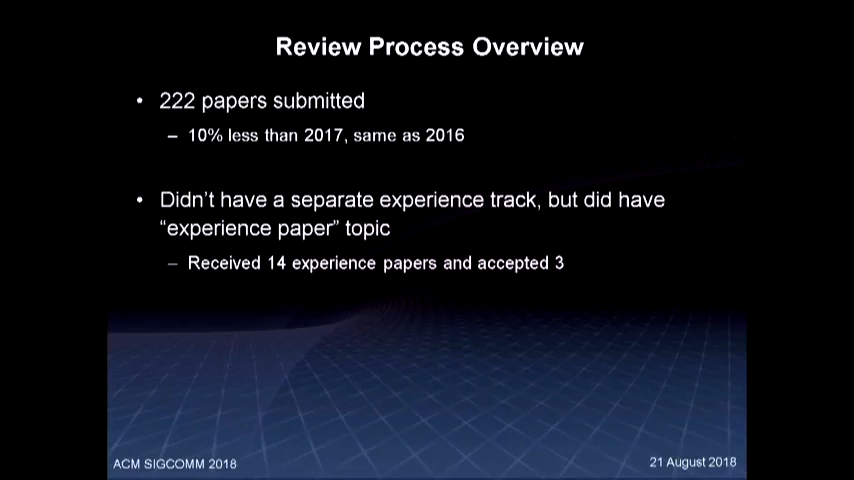 Review Process Overview
• 222 papers submitted
– 10% less than 2017, same as 2016
• Didn't have a separate experience track, but did have
“experience paper” topic
– Received 14 experience papers and accepted 3
ACM SIGCOMM 2018
21 August 2018